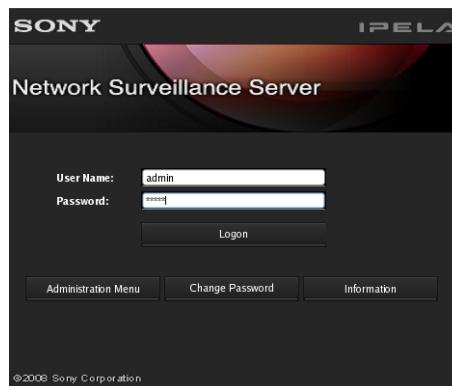 SONY
IPELA
Network Surveillance Server
User Name: admin
Password: *****
Logon
Administration Menu Change Password Information
©2008 Sony Corporation